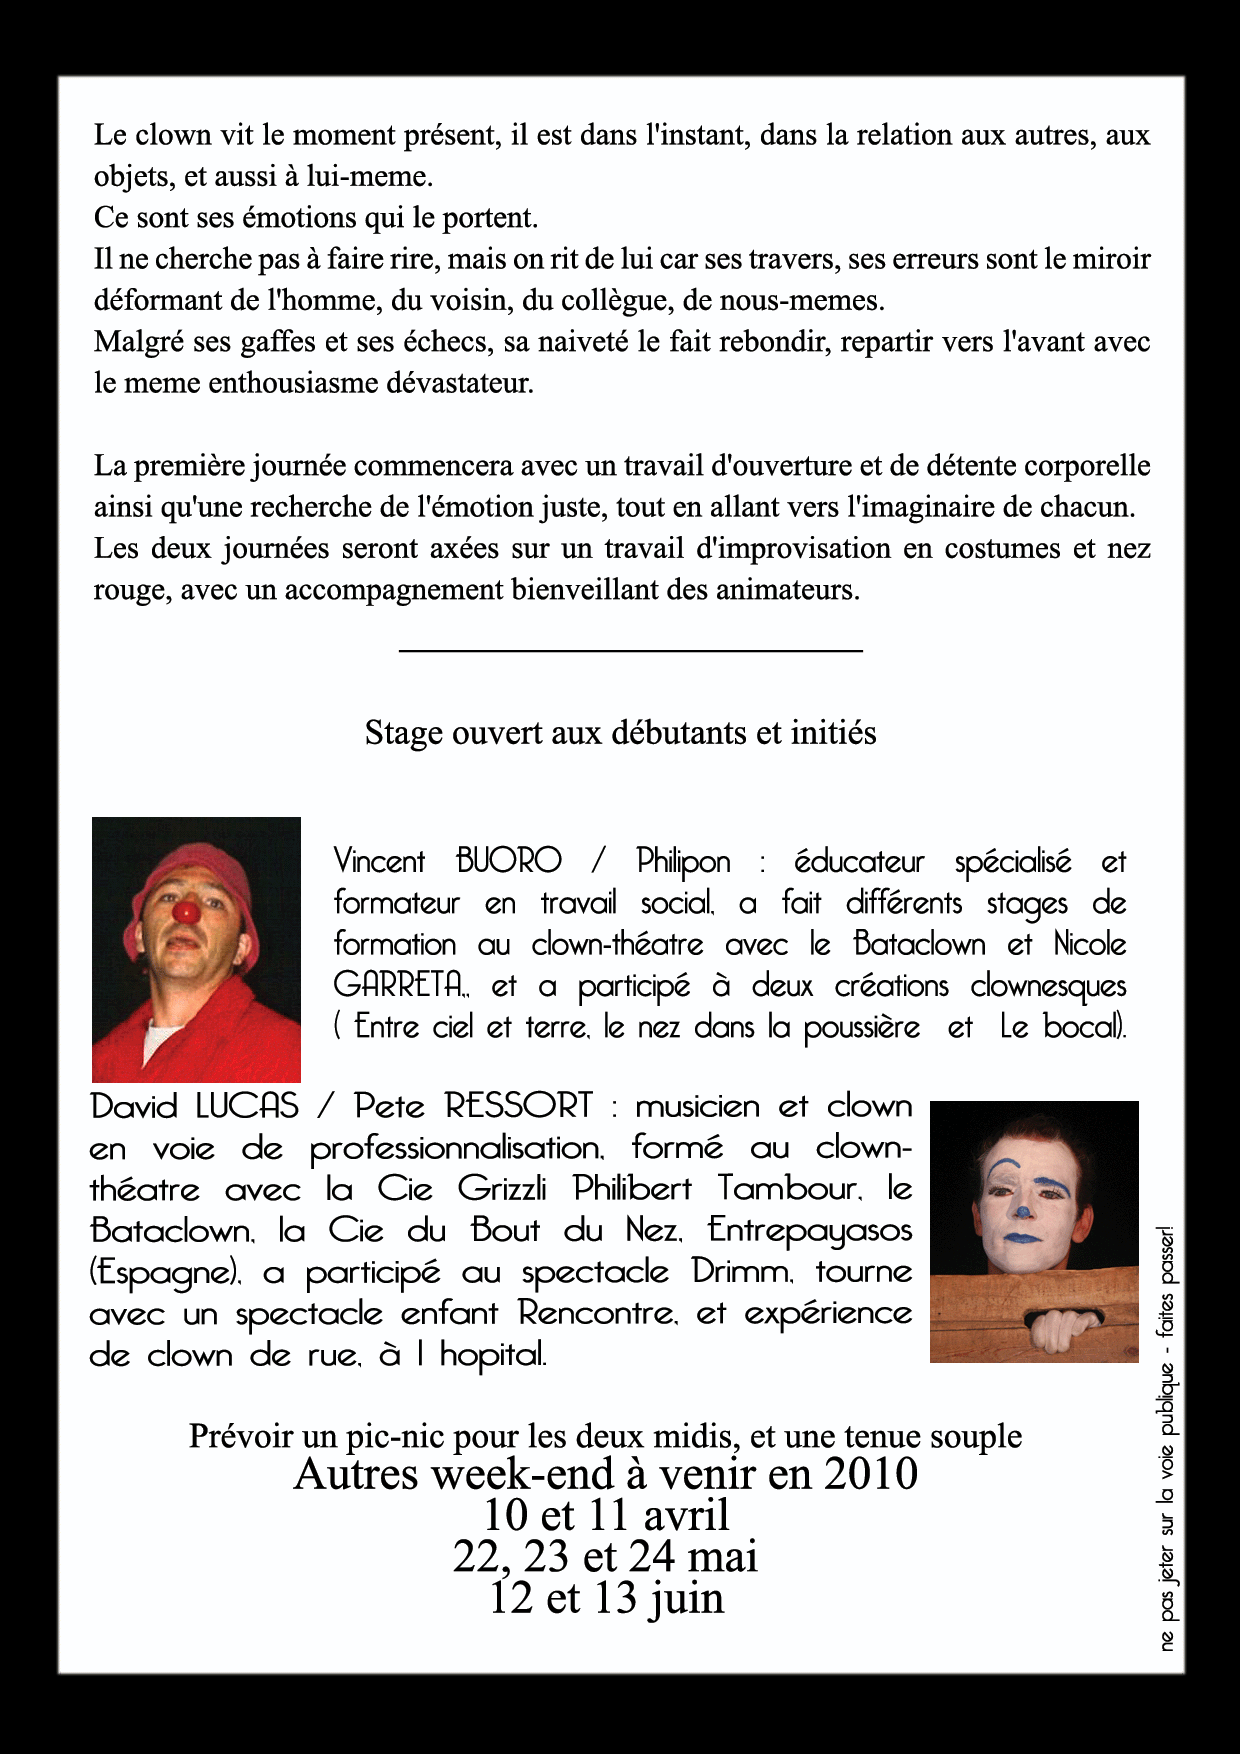 Le clown vit le moment présent, il est dans l'instant, dans la relation aux autres, aux
objets, et aussi à lui-meme.
Ce sont ses émotions qui le portent.
Il ne cherche pas à faire rire, mais on rit de lui car ses travers, ses erreurs sont le miroir
déformant de l'homme, du voisin, du collègue, de nous-memes.
Malgré ses gaffes et ses échecs, sa naiveté le fait rebondir, repartir vers l'avant avec
le meme enthousiasme dévastateur.
La première journée commencera avec un travail d'ouverture et de détente corporelle
ainsi qu'une recherche de l'émotion juste, tout en allant vers l'imaginaire de chacun.
Les deux journées seront axées sur un travail d'improvisation en costumes et nez
rouge, avec un accompagnement bienveillant des animateurs.
Stage ouvert aux débutants et initiés
Vincent BUORO / Philipon : éducateur spécialisé et
formateur en travail social, a fait différents stages de
formation au clown-théatre avec le Bataclown et Nicole
GARRETA,, et a participé à deux créations clownesques
( Entre ciel et terre, le nez dans la poussière et Le bocal).
David LUCAS / Pete RESSORT : musicien et clown
en voie de professionnalisation, formé au clown-
théatre avec la Cie Grizzli Philibert Tambour, le
Bataclown, la Cie du Bout du Nez, Entrepayasos
(Espagne), a participé au spectacle Drimm, tourne
avec un spectacle enfant Rencontre, et expérience
de clown de rue, à l hopital.
Prévoir un pic-nic pour les deux midis, et une tenue souple
Autres week-end à venir en 2010
10 et 11 avril
22, 23 et 24 mai
12 et 13 juin
ne pas jeter sur la voie publique - faites passer!